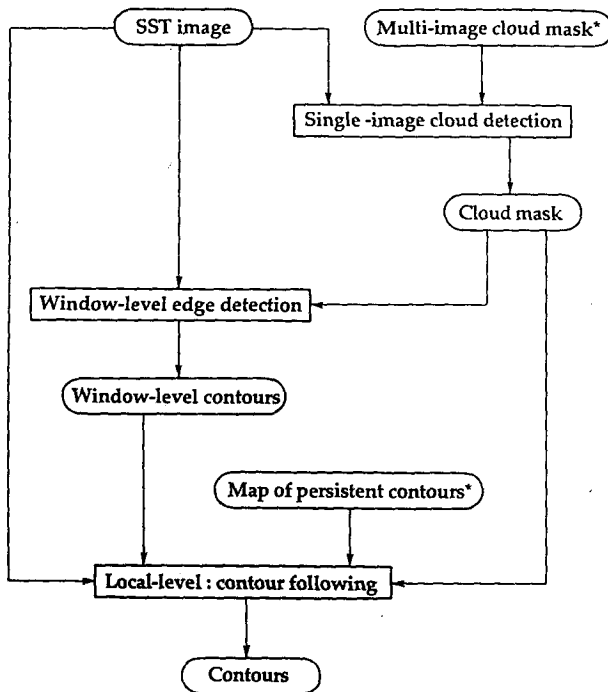 SST image
Multi-image cloud mask*
Single -image cloud detection
Cloud mask
Window-level edge detection
Window-level contours
Map of persistent contours*
Local-level : contour following
Contours